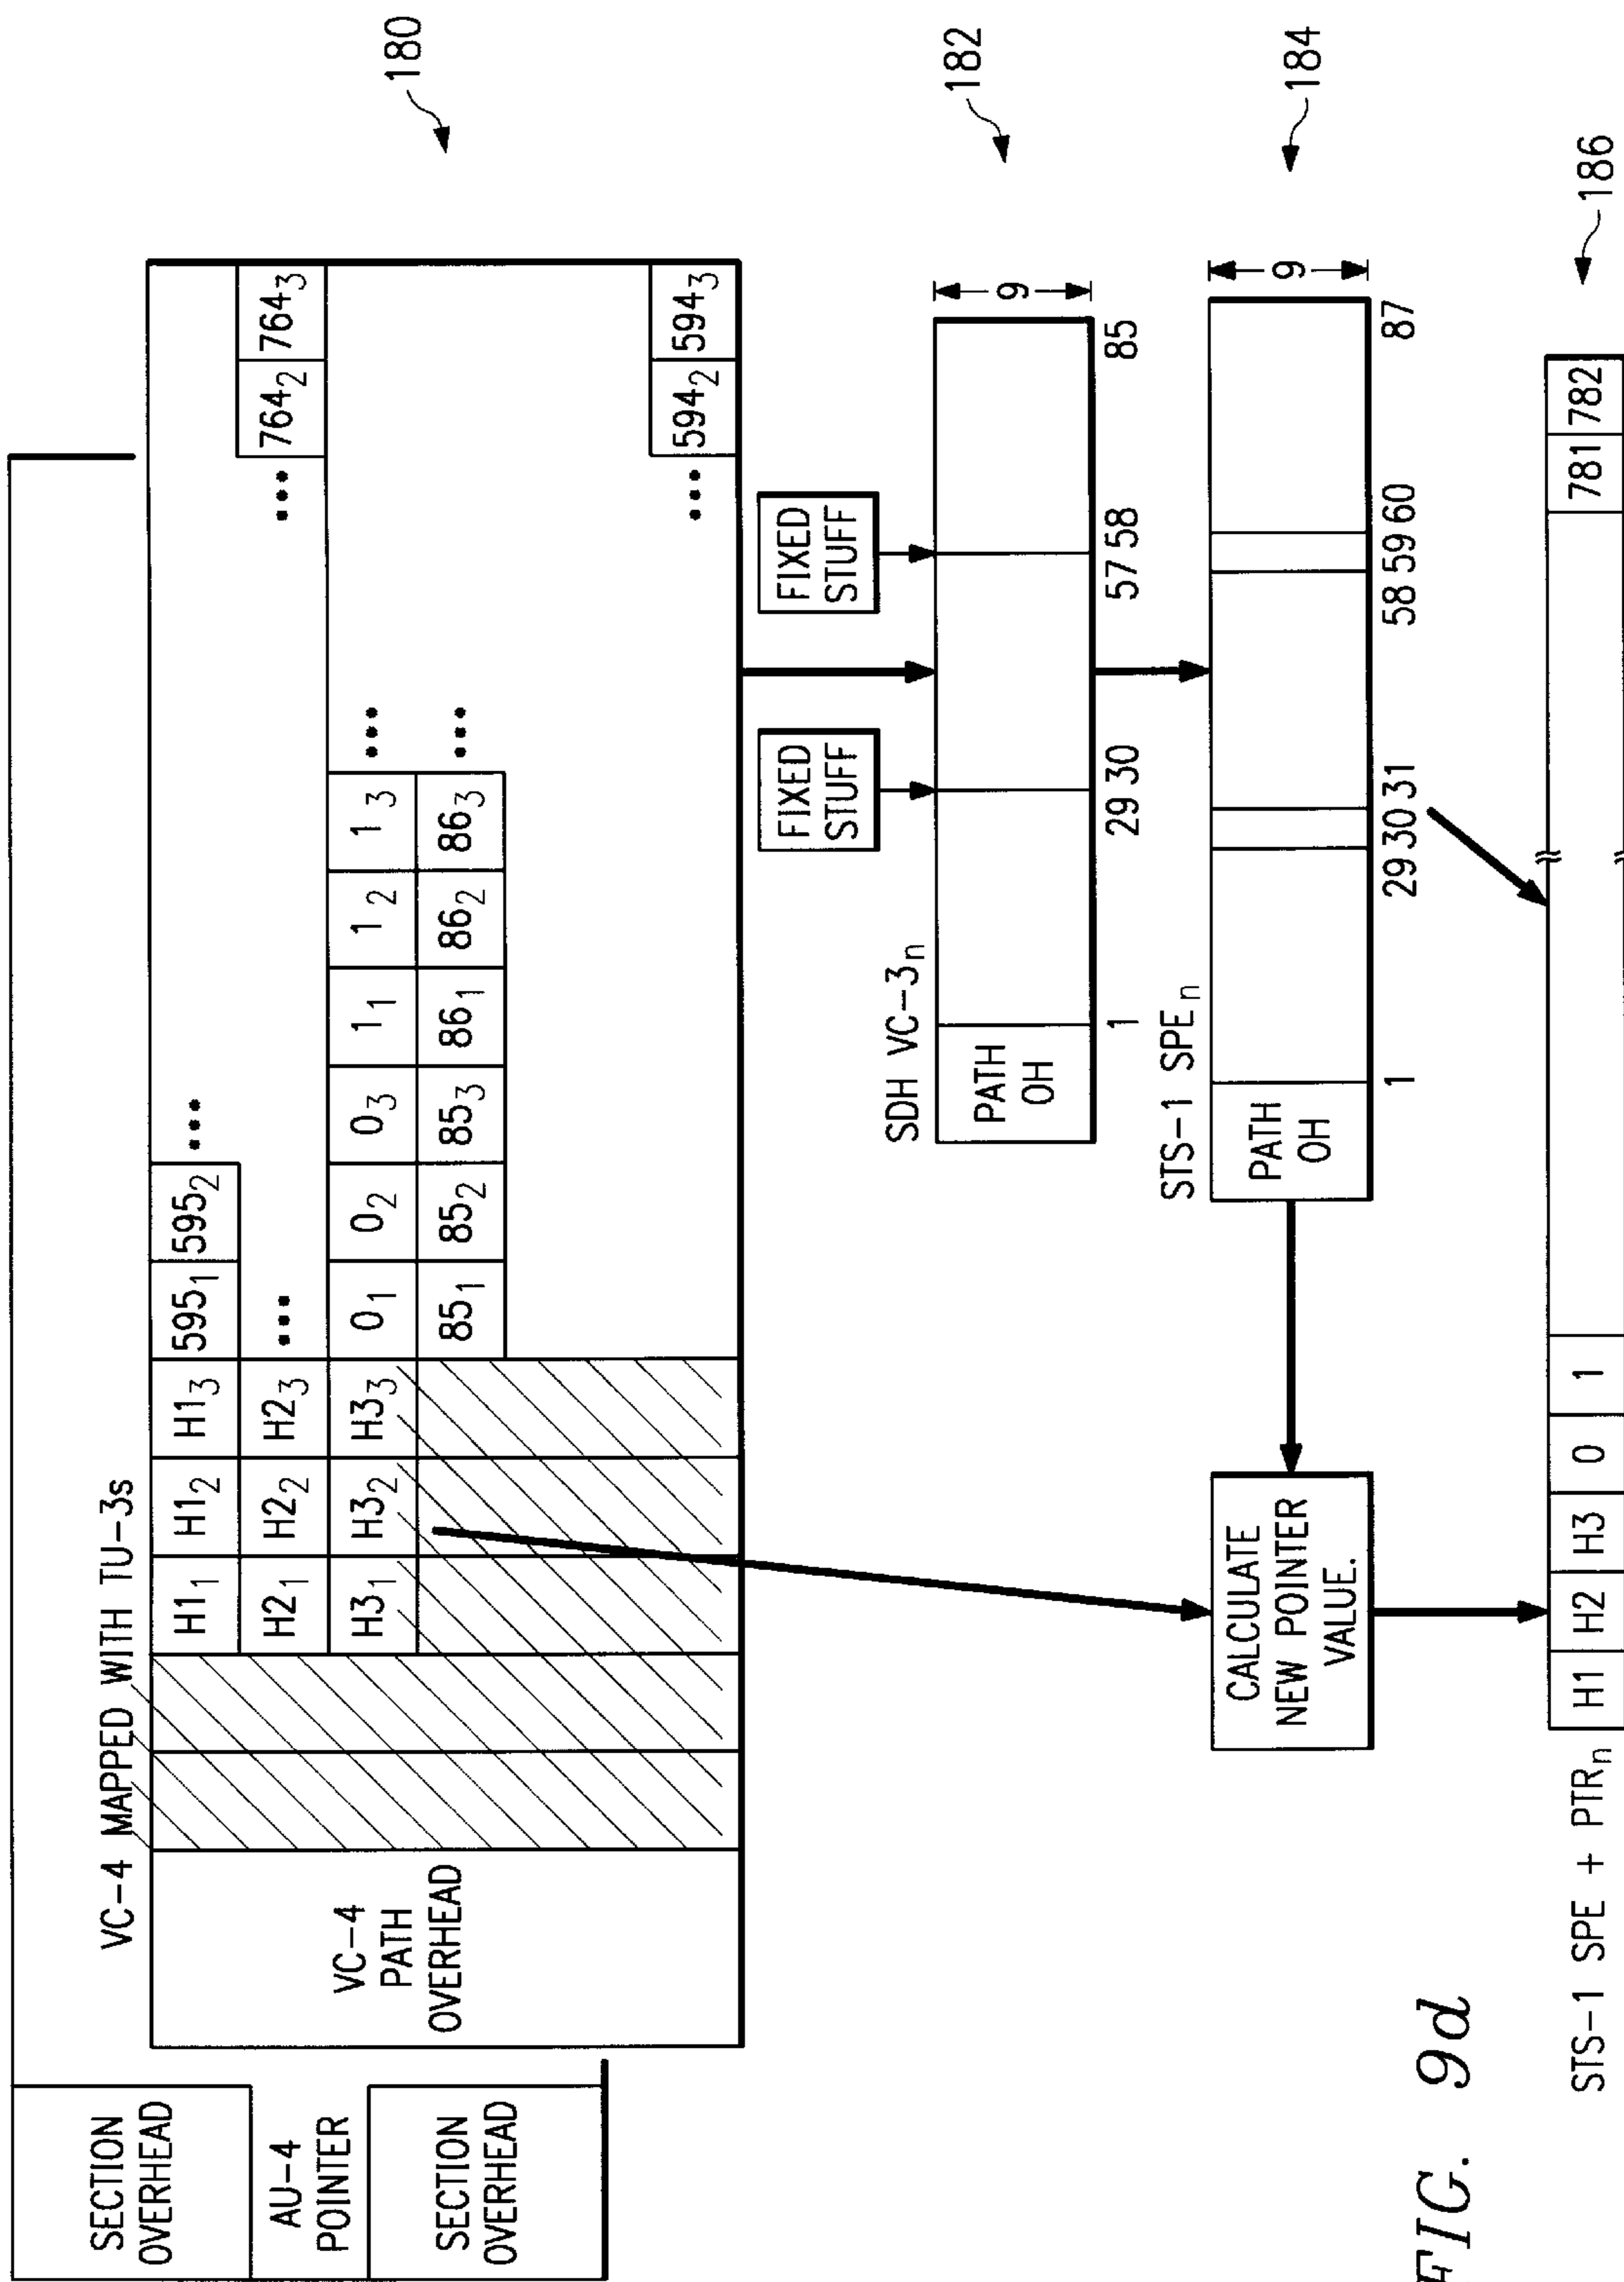 SECTION
OVERHEAD
AU-4
POINTER
SECTION
OVERHEAD
VC-4 MAPPED WITH TU-3s
VC-4
PATH
OVERHEAD
H1₁ H1₂ H1₃ 595₁ 595₂ •••
H2₁ H2₂ H2₃ ••• ••• 764₂ 764₃
H3₁ H3₂ H3₃ 0₁ 0₂ 0₃ 1₁ 1₂ 1₃ •••
85₁ 85₂ 85₃ 86₁ 86₂ 86₃ •••
••• 594₂ 594₃
180
FIXED
STUFF
FIXED
STUFF
SDH VC-3ₙ
PATH
OH
9
1 29 30 57 58 85
182
STS-1 SPEₙ
PATH
OH
9
1 29 30 31 58 59 60 87
184
CALCULATE
NEW POINTER
VALUE.
STS-1 SPE + PTRₙ
H1 H2 H3 0 1 781 782
186
FIG. 9d